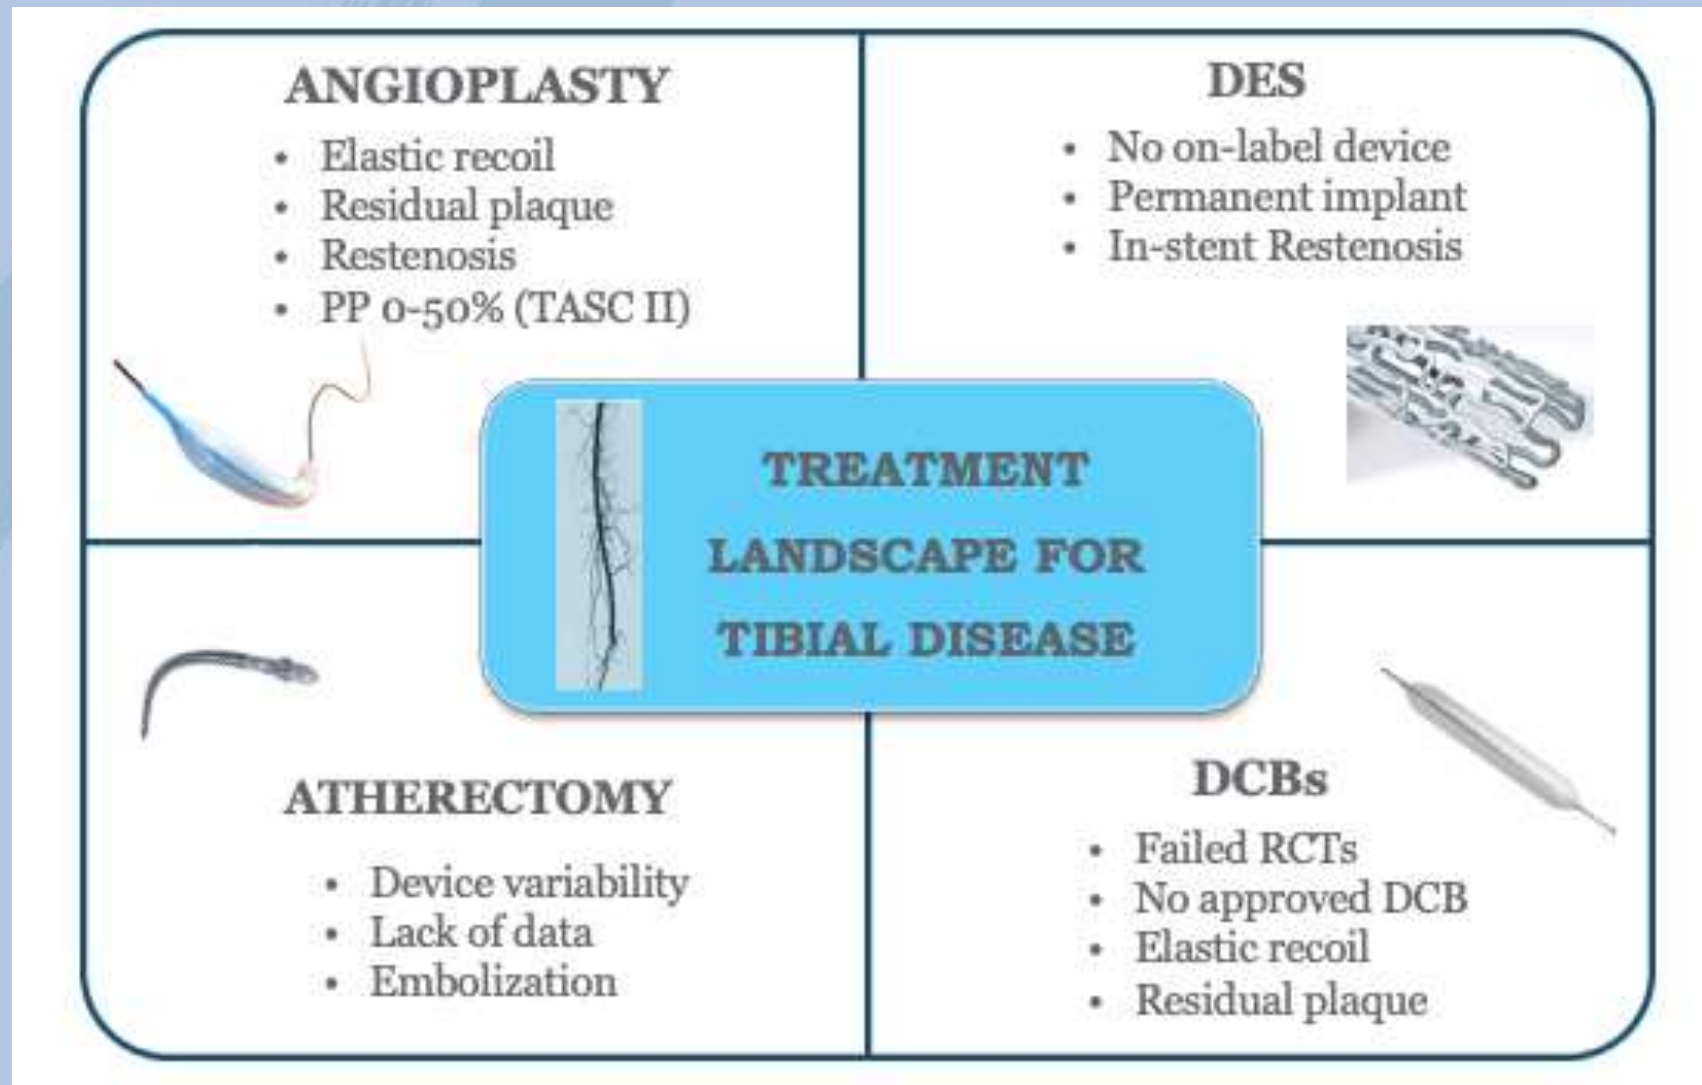 ANGIOPLASTY
• Elastic recoil
• Residual plaque
• Restenosis
• PP 0-50% (TASC II)
DES
• No on-label device
• Permanent implant
• In-stent Restenosis
TREATMENT
LANDSCAPE FOR
TIBIAL DISEASE
ATHERECTOMY
• Device variability
• Lack of data
• Embolization
DCBs
• Failed RCTs
• No approved DCB
• Elastic recoil
• Residual plaque